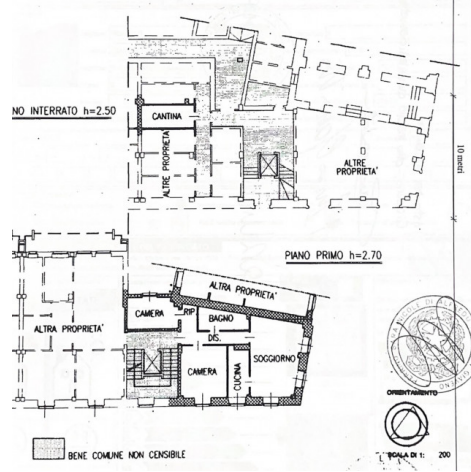 NO INTERRATO h=2.50
CANTINA
ALTRE PROPRIETA'
ALTRE
PROPRIETA'
10 metri
PIANO PRIMO h=2.70
ALTRA PROPRIETA'
CAMERA
RIP
BAGNO
ALTRA PROPRIETA'
DIS.
SOGGIORNO
CAMERA
CUCINA
ORIENTAMENTO
SCALA DI 1: 200
BENE COMUNE NON CENSIBILE